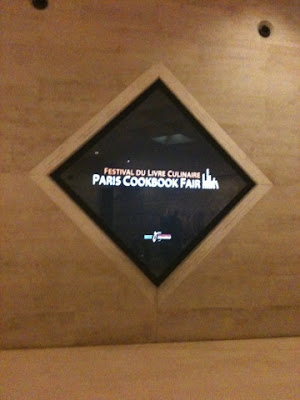 FESTIVAL DU LIVRE CULINAIRE
PARIS COOKBOOK FAIR